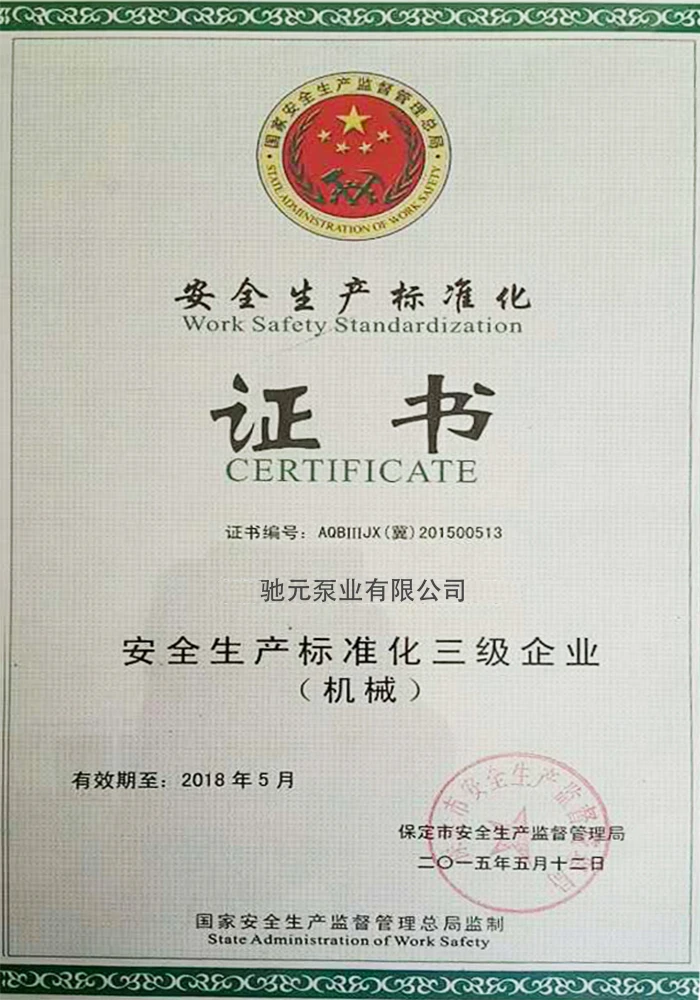 国家安全生产监督管理总局
STATE ADMINISTRATION OF WORK SAFETY
安全生产标准化
Work Safety Standardization
证书
CERTIFICATE
证书编号：AQBⅢJX(冀)201500513
驰元泵业有限公司
安全生产标准化三级企业
（机械）
有效期至：2018年5月
保定市安全生产监督管理局
二〇一五年五月十二日
国家安全生产监督管理总局监制
State Administration of Work Safety